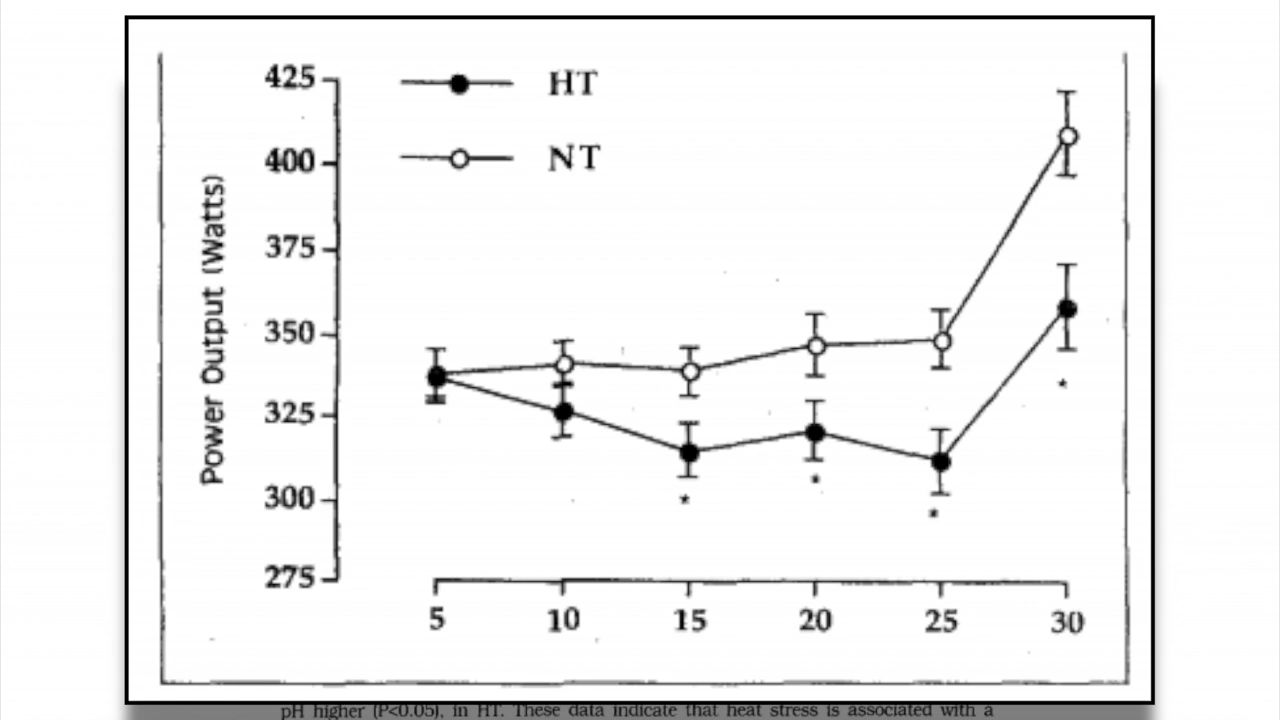 425
HT
400
NT
375
350
325
300
275
Power Output (Watts)
*
*
*
*
5 10 15 20 25 30
pH higher (P<0.05), in HT. These data indicate that heat stress is associated with a